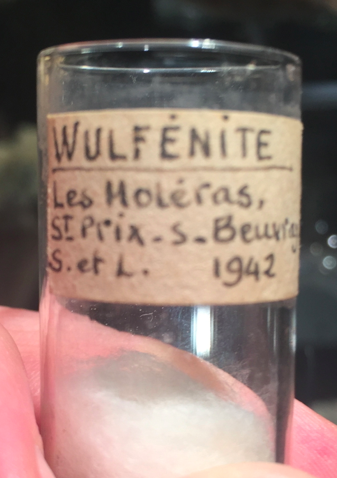 WULFÉNITE
Les Moléras,
St Prix-s-Beuvray
S. et L. 1942